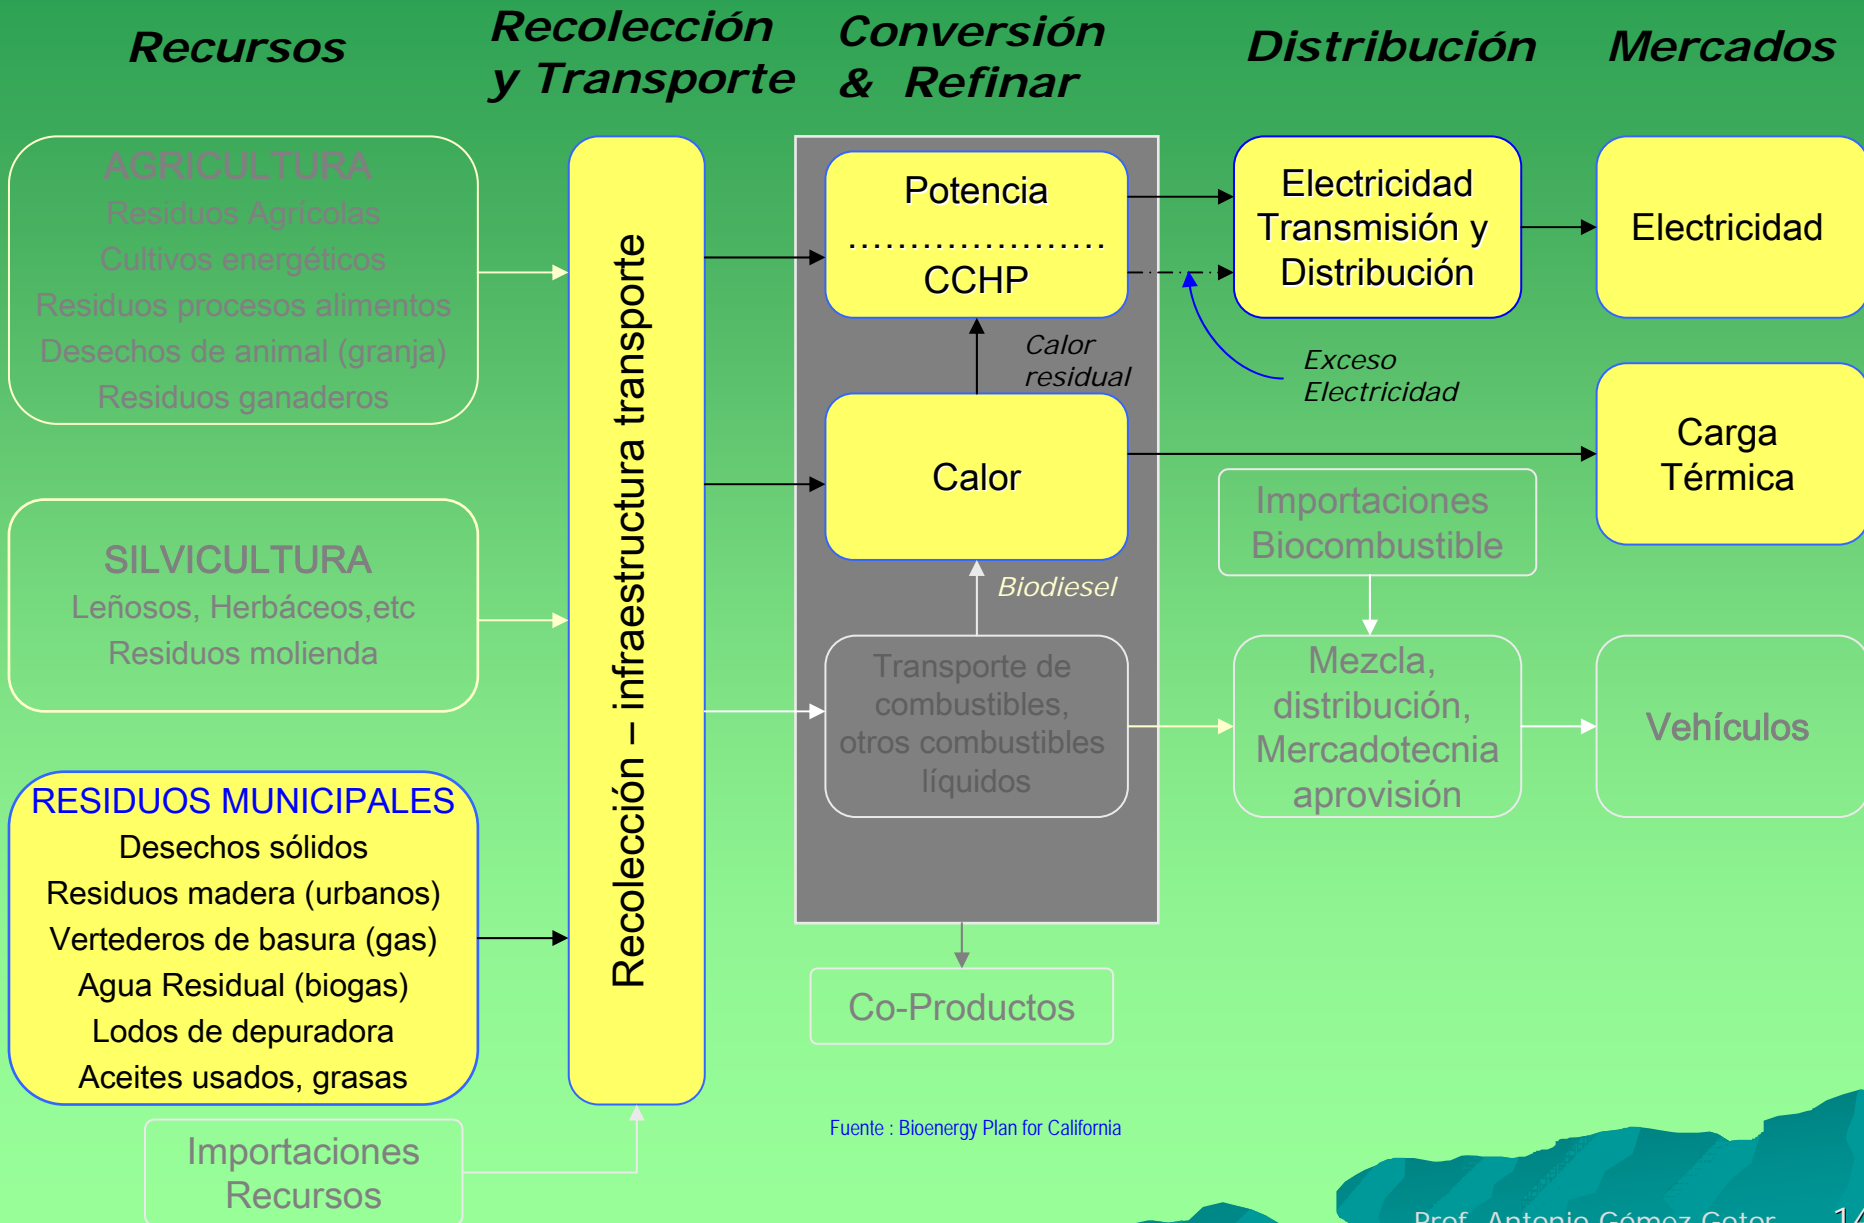 Recursos
Recolección
y Transporte
Conversión
& Refinar
Distribución
Mercados
AGRICULTURA
Residuos Agrícolas
Cultivos energéticos
Residuos procesos alimentos
Desechos de animal (granja)
Residuos ganaderos
SILVICULTURA
Leñosos, Herbáceos,etc
Residuos molienda
RESIDUOS MUNICIPALES
Desechos sólidos
Residuos madera (urbanos)
Vertederos de basura (gas)
Agua Residual (biogas)
Lodos de depuradora
Aceites usados, grasas
Importaciones
Recursos
Recolección – infraestructura transporte
Potencia
.....................
CCHP
Calor
residual
Calor
Biodiesel
Transporte de
combustibles,
otros combustibles
líquidos
Co-Productos
Electricidad
Transmisión y
Distribución
Exceso
Electricidad
Importaciones
Biocombustible
Mezcla,
distribución,
Mercadotecnia
aprovisión
Electricidad
Carga
Térmica
Vehículos
Fuente : Bioenergy Plan for California
Prof. Antonio Gómez Gotor